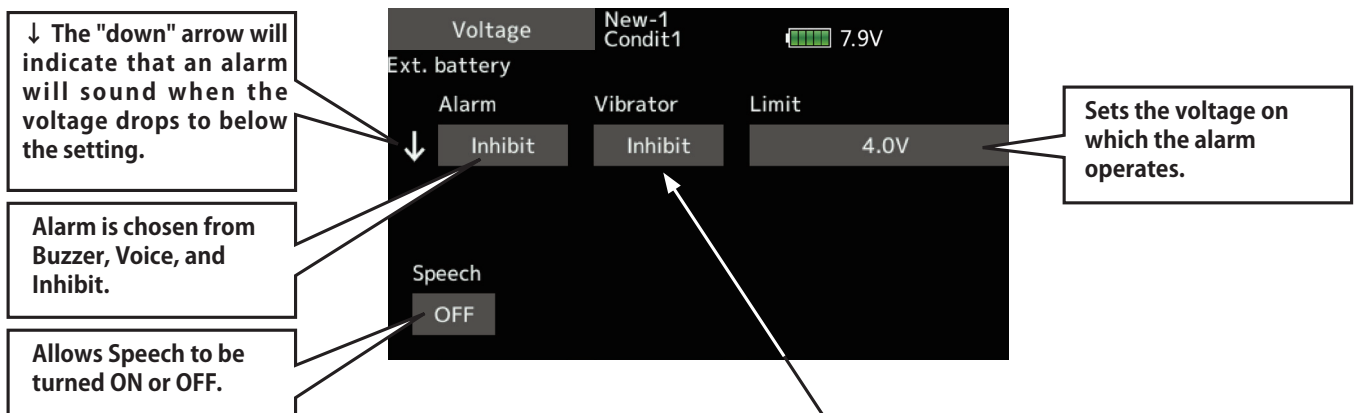 ↓ The "down" arrow will
indicate that an alarm
will sound when the
voltage drops to below
the setting.
Alarm is chosen from
Buzzer, Voice, and
Inhibit.
Allows Speech to be
turned ON or OFF.
Voltage
New-1
Condit1
7.9V
Ext. battery
Alarm
Vibrator
Limit
↓
Inhibit
Inhibit
4.0V
Speech
OFF
Sets the voltage on
which the alarm
operates.